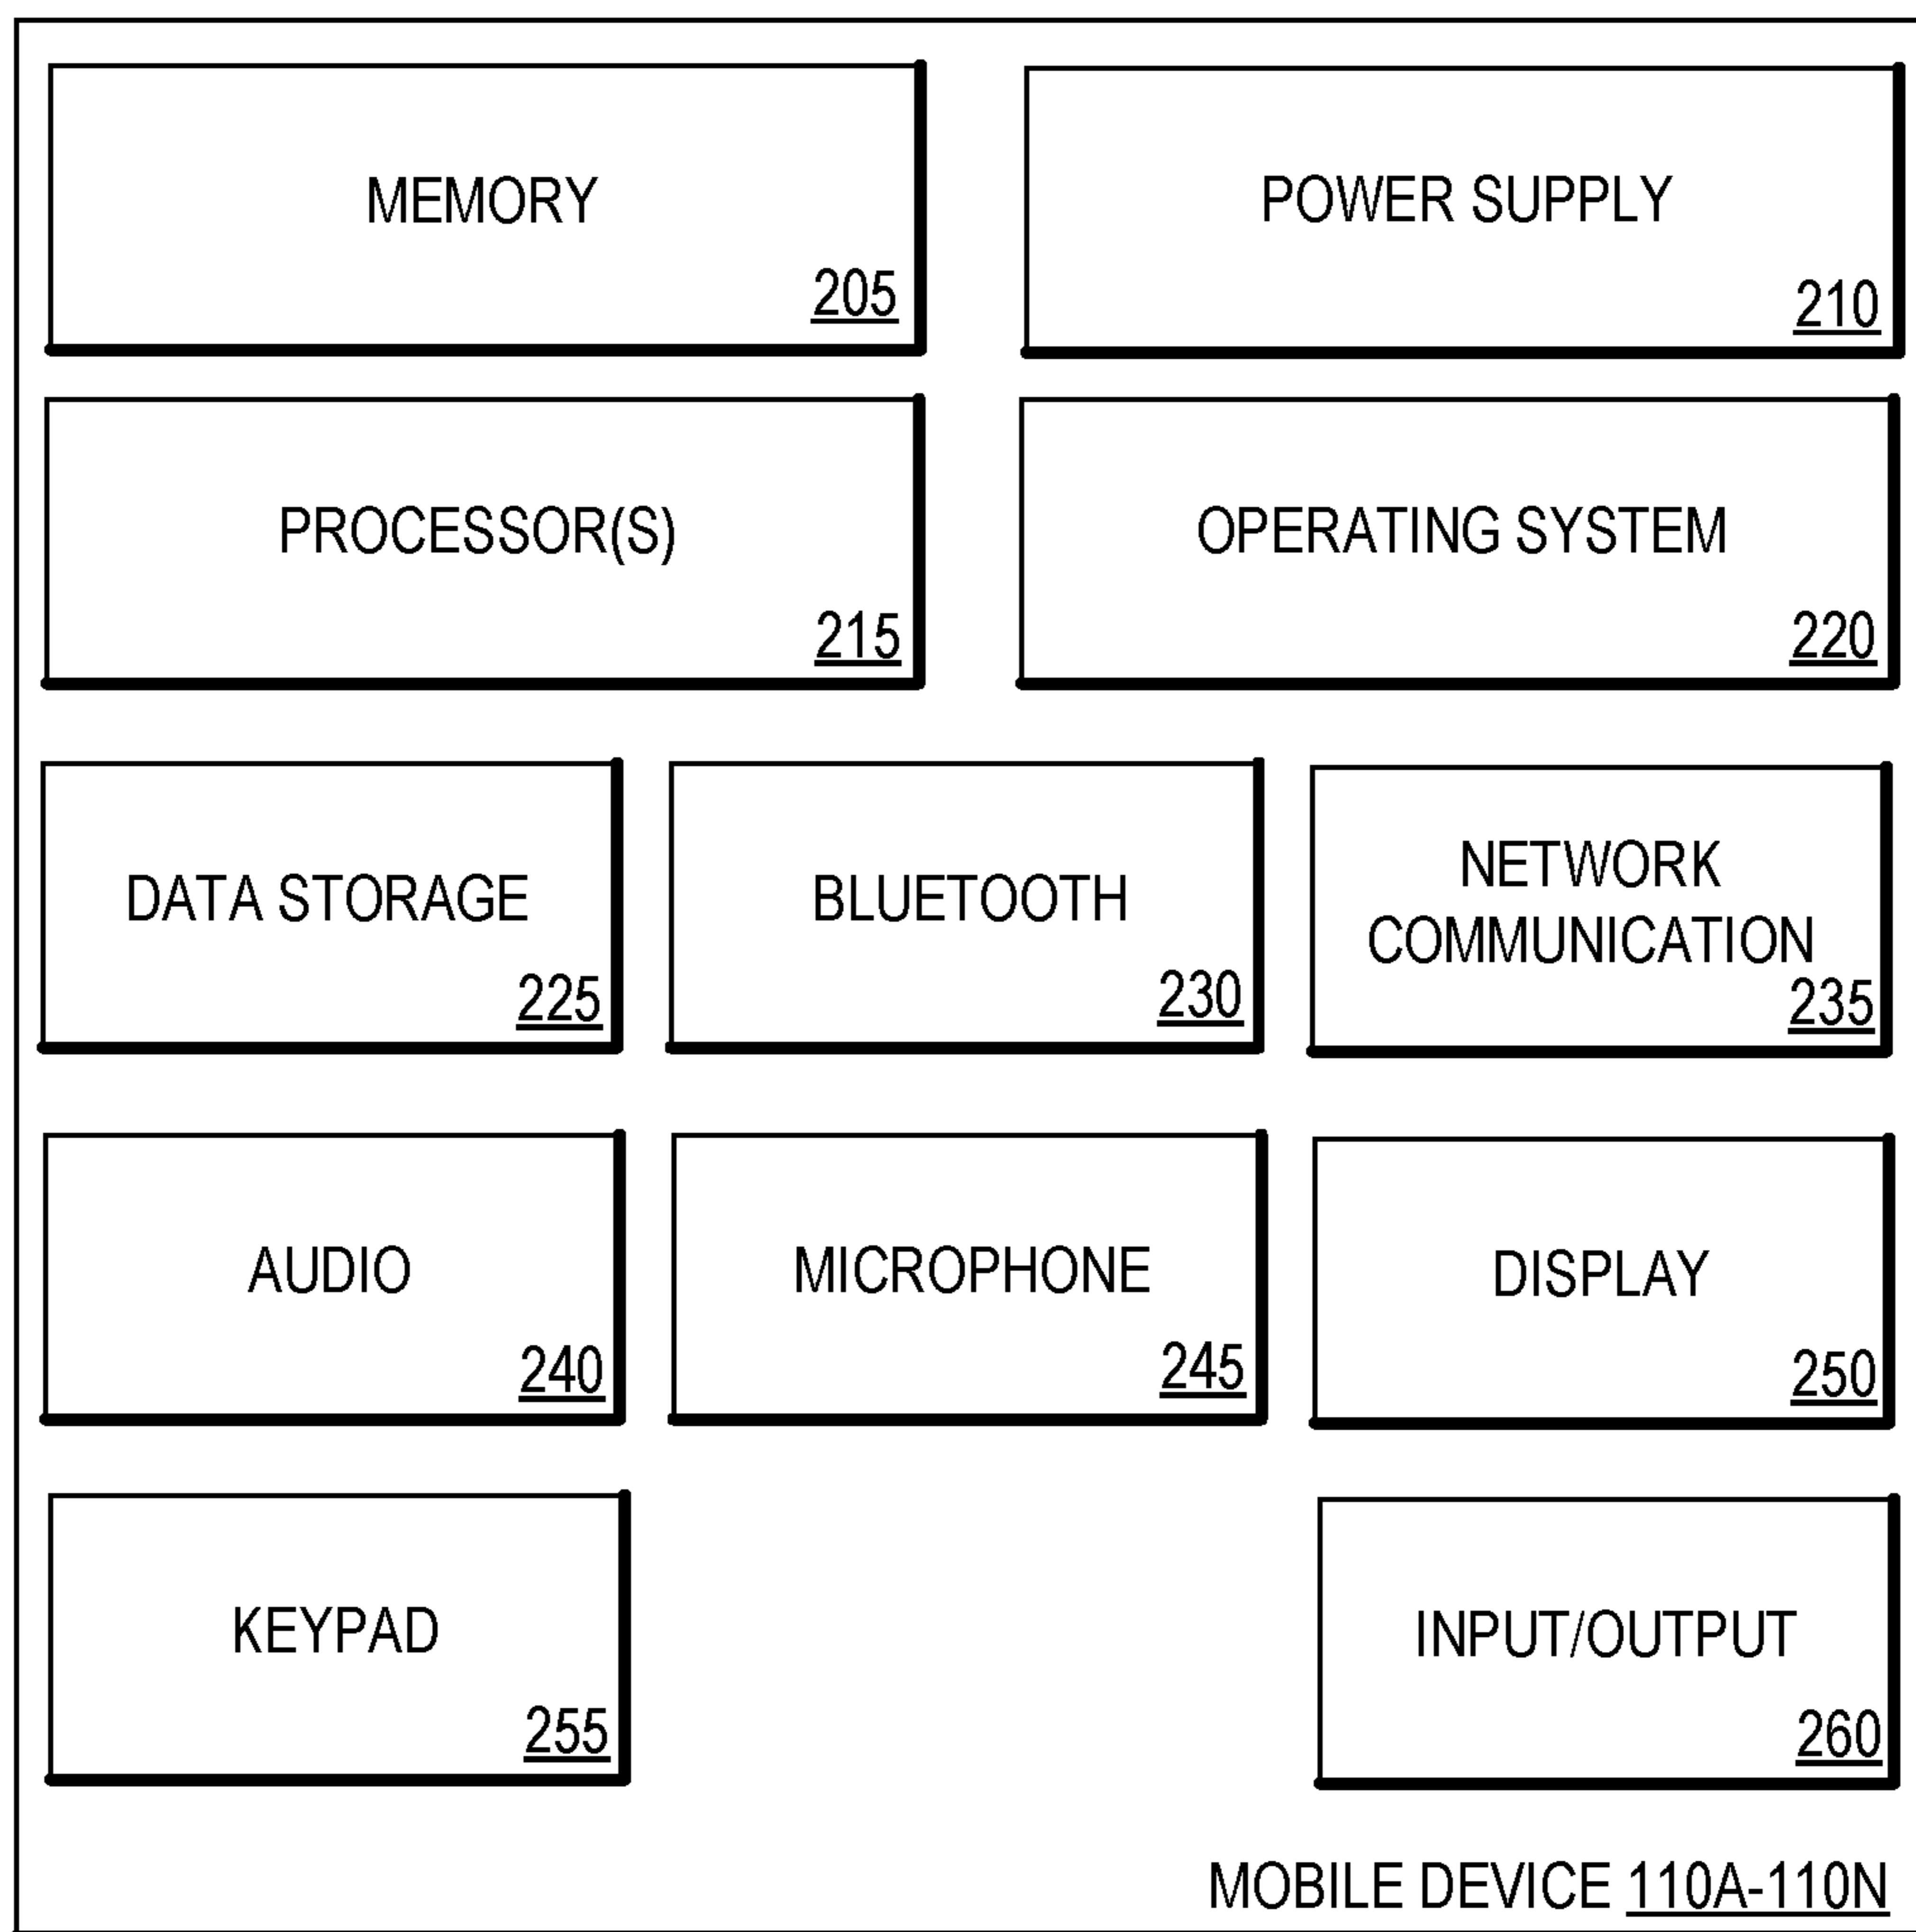 MEMORY
205
POWER SUPPLY
210
PROCESSOR(S)
215
OPERATING SYSTEM
220
DATA STORAGE
225
BLUETOOTH
230
NETWORK
COMMUNICATION
235
AUDIO
240
MICROPHONE
245
DISPLAY
250
KEYPAD
255
INPUT/OUTPUT
260
MOBILE DEVICE 110A-110N